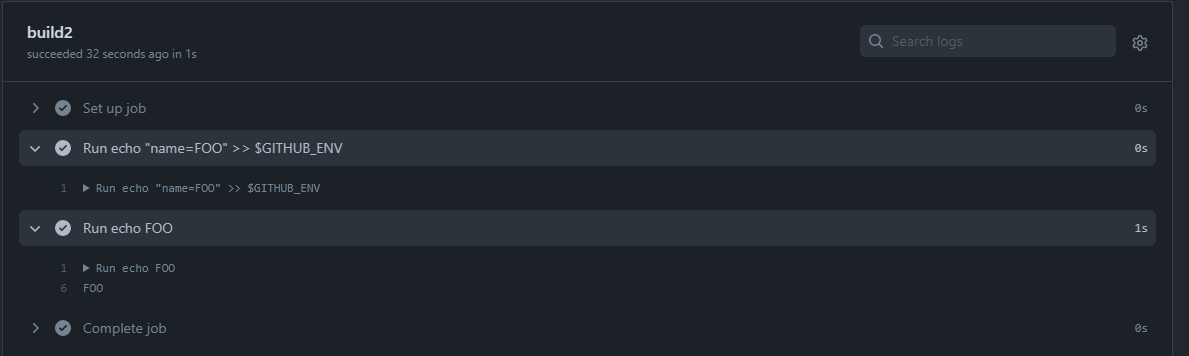 build2
succeeded 32 seconds ago in 1s
Search logs
Set up job 0s
Run echo "name=FOO" >> $GITHUB_ENV 0s
1 Run echo "name=FOO" >> $GITHUB_ENV
Run echo FOO 1s
1 Run echo FOO
6 FOO
Complete job 0s